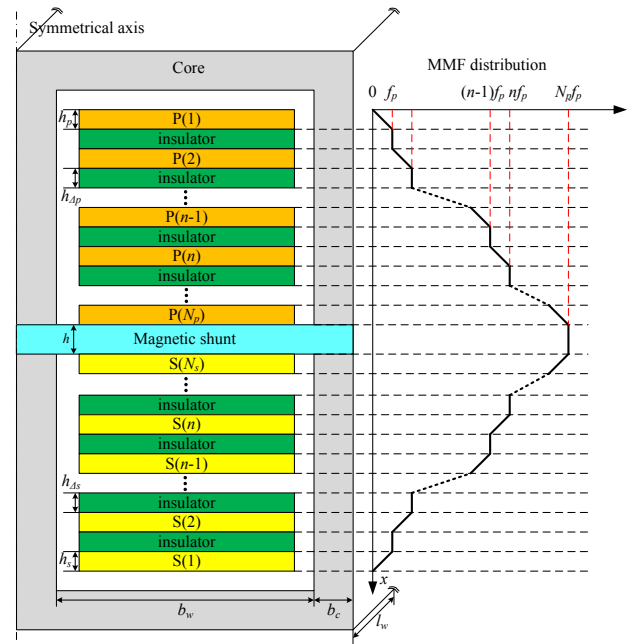 Symmetrical axis
Core
MMF distribution
0 f_p (n-1)f_p nf_p N_pf_p
h_p
P(1)
insulator
P(2)
insulator
h_Δp
P(n-1)
insulator
P(n)
insulator
P(N_p)
h
Magnetic shunt
S(N_s)
insulator
S(n)
insulator
S(n-1)
h_Δs
insulator
S(2)
insulator
h_s
S(1)
x
b_w
b_c
l_w